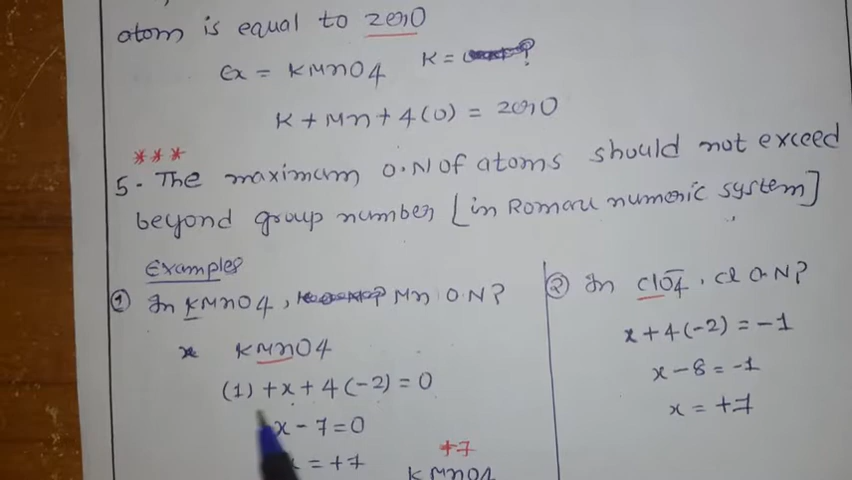 atom is equal to zero
Ex = KMnO4 K = ?
K + Mn + 4(0) = zero
***
5. The maximum O.N of atoms should not exceed
beyond group number [in Roman numeric system]
Examples
① In KMnO4, Mn O.N?
x KMnO4
(1) + x + 4(-2) = 0
x - 7 = 0
x = +7
+7
KMnO4
② In ClO4⁻, Cl O.N?
x + 4(-2) = -1
x - 8 = -1
x = +7